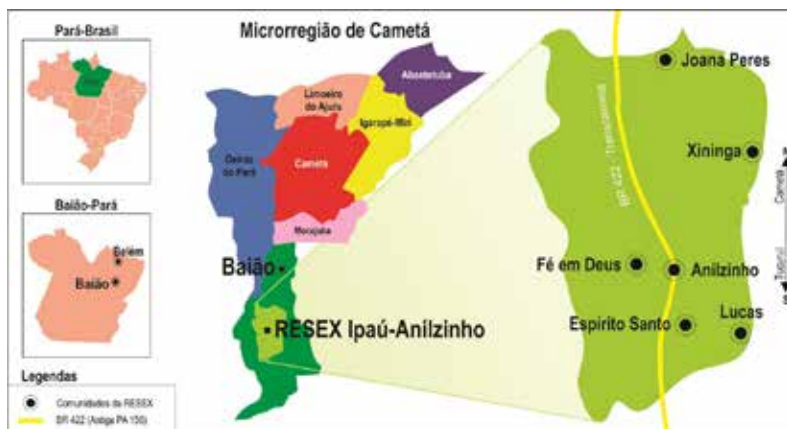 Pará-Brasil
Baião-Pará
Belém
Baião
Legendas
Comunidades da RESEX
BR 422 (Antiga PA 156)
Microrregião de Cametá
Abaetetuba
Limoeiro
do Ajuru
Igarapé-Miri
Cametá
Oeiras
do Pará
Mocajuba
Baião
RESEX Ipaú-Anilzinho
BR 422 - Transcametá
Joana Peres
Xininga
Fé em Deus
Anilzinho
Espirito Santo
Lucas
N
Cametá
Tucuruí
S